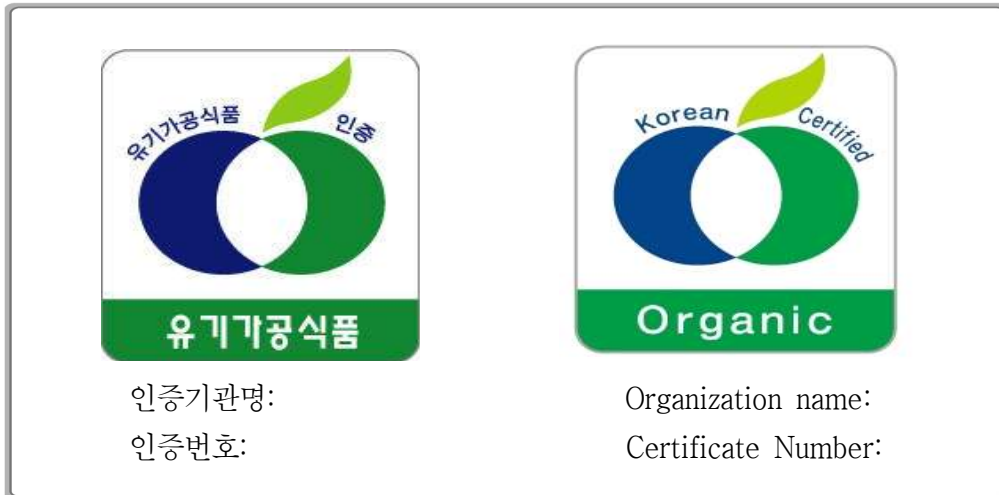 유기가공식품 인증
유기가공식품
인증기관명:
인증번호:
Korean Certified
Organic
Organization name:
Certificate Number: